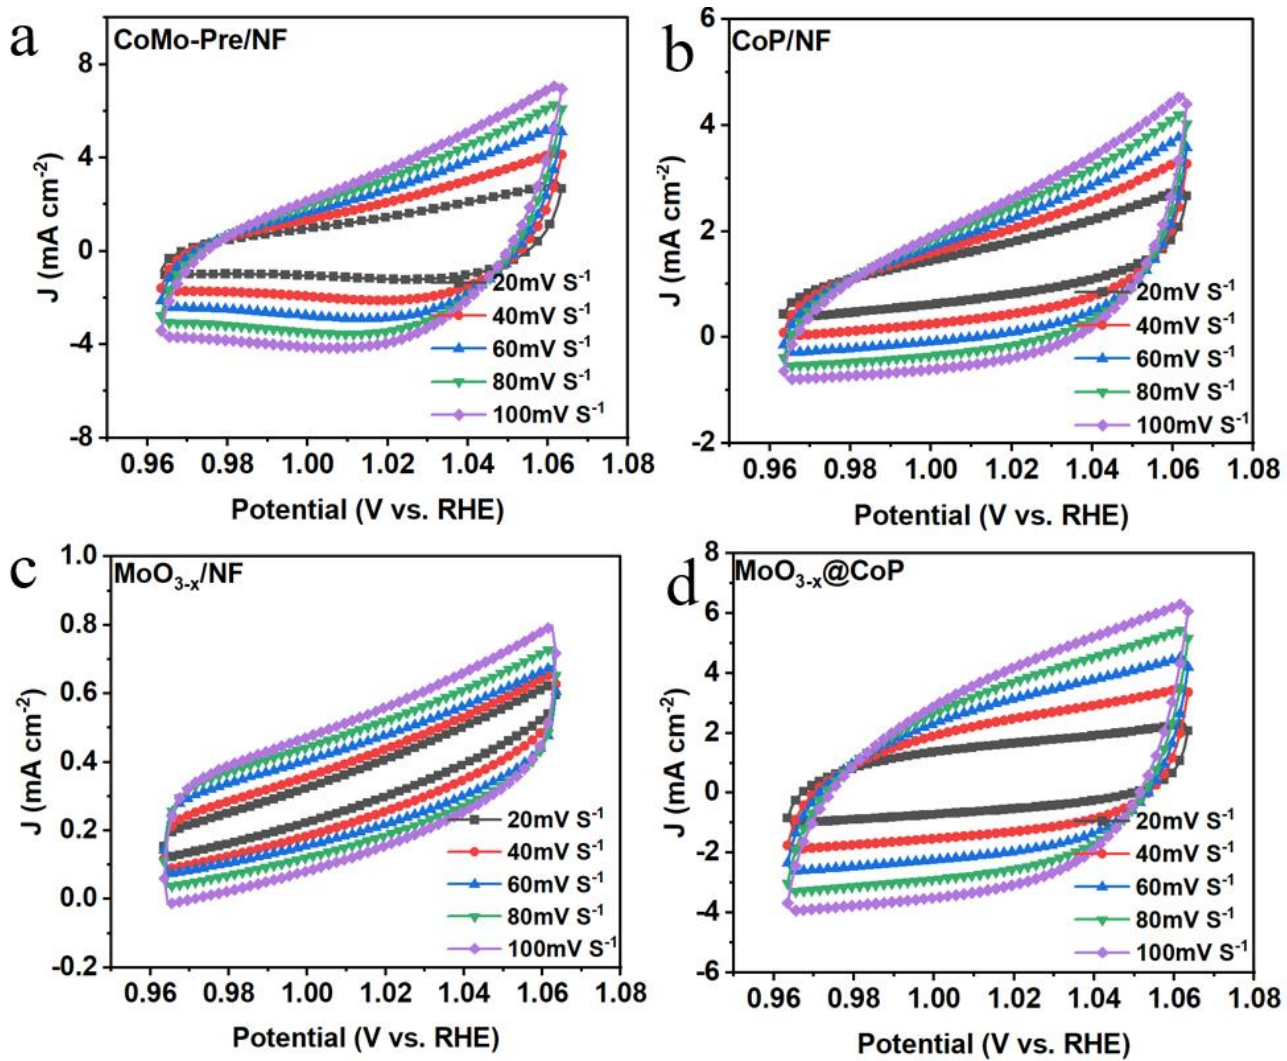 a
CoMo-Pre/NF
8
4
0
-4
-8
J (mA cm⁻²)
20mV S⁻¹
40mV S⁻¹
60mV S⁻¹
80mV S⁻¹
100mV S⁻¹
0.96 0.98 1.00 1.02 1.04 1.06 1.08
Potential (V vs. RHE)
b
CoP/NF
6
4
2
0
-2
J (mA cm⁻²)
20mV S⁻¹
40mV S⁻¹
60mV S⁻¹
80mV S⁻¹
100mV S⁻¹
0.96 0.98 1.00 1.02 1.04 1.06 1.08
Potential (V vs. RHE)
c
MoO₃₋ₓ/NF
1.0
0.8
0.6
0.4
0.2
0.0
-0.2
J (mA cm⁻²)
20mV S⁻¹
40mV S⁻¹
60mV S⁻¹
80mV S⁻¹
100mV S⁻¹
0.96 0.98 1.00 1.02 1.04 1.06 1.08
Potential (V vs. RHE)
d
MoO₃₋ₓ@CoP
8
6
4
2
0
-2
-4
-6
J (mA cm⁻²)
20mV S⁻¹
40mV S⁻¹
60mV S⁻¹
80mV S⁻¹
100mV S⁻¹
0.96 0.98 1.00 1.02 1.04 1.06 1.08
Potential (V vs. RHE)